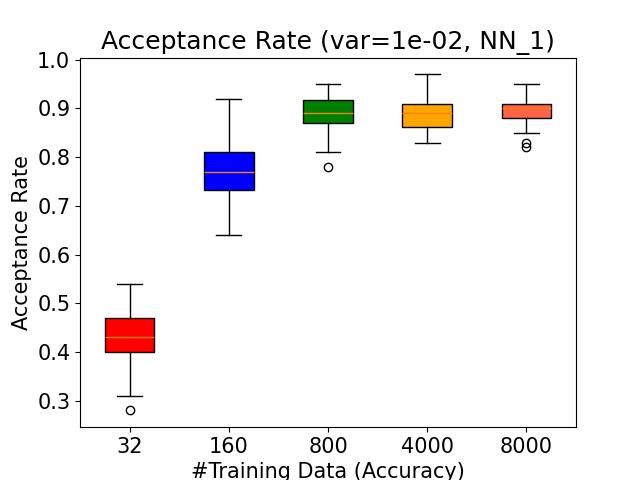 Acceptance Rate (var=1e-02, NN_1)
Acceptance Rate
1.0
0.9
0.8
0.7
0.6
0.5
0.4
0.3
32 160 800 4000 8000
#Training Data (Accuracy)